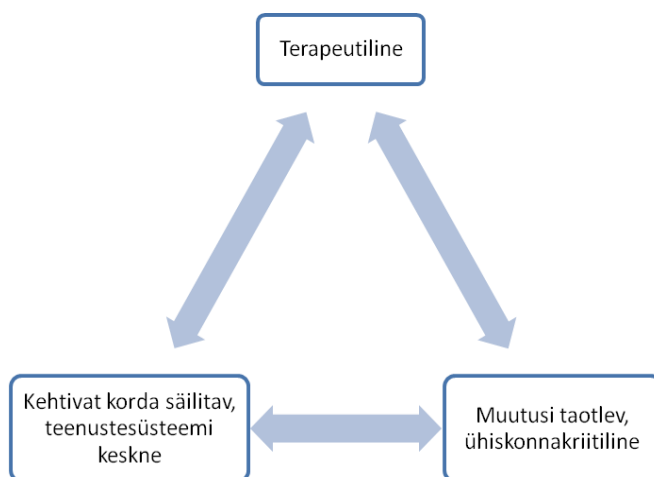 Terapeutiline
Kehtivat korda säilitav,
teenustesüsteemi
keskne
Muutusi taotlev,
ühiskonnakriitiline